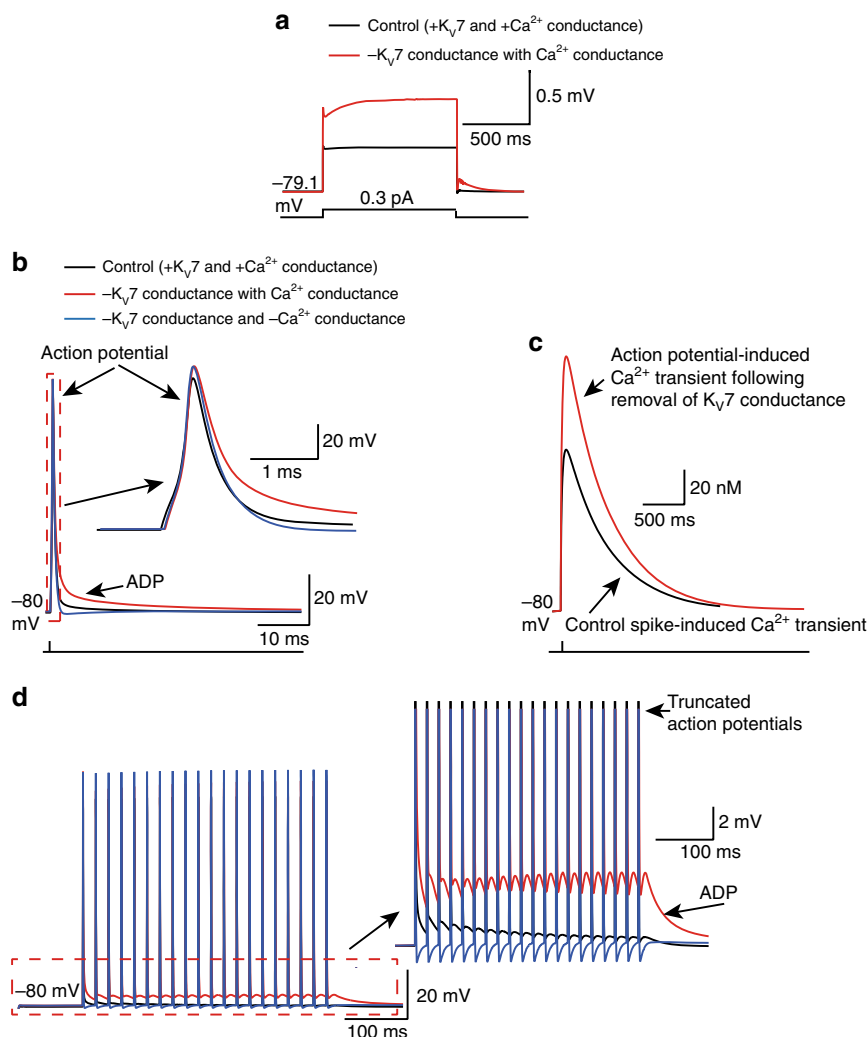 a
Control (+Kv7 and +Ca²⁺ conductance)
–Kv7 conductance with Ca²⁺ conductance
0.5 mV
500 ms
–79.1
mV
0.3 pA
b
Control (+Kv7 and +Ca²⁺ conductance)
–Kv7 conductance with Ca²⁺ conductance
–Kv7 conductance and –Ca²⁺ conductance
Action potential
20 mV
1 ms
ADP
–80
mV
20 mV
10 ms
c
Action potential-induced
Ca²⁺ transient following
removal of Kv7 conductance
20 nM
500 ms
–80
mV
Control spike-induced Ca²⁺ transient
d
Truncated
action potentials
2 mV
100 ms
ADP
–80 mV
20 mV
100 ms